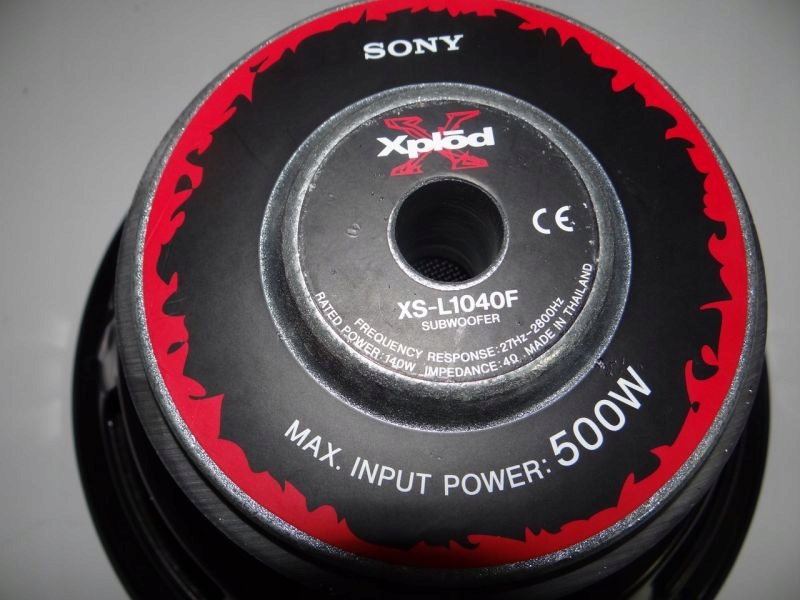 SONY
Xplōd
CE
XS-L1040F
SUBWOOFER
FREQUENCY RESPONSE:27Hz-2800Hz
RATED POWER:140W IMPEDANCE:4Ω MADE IN THAILAND
MAX. INPUT POWER: 500W